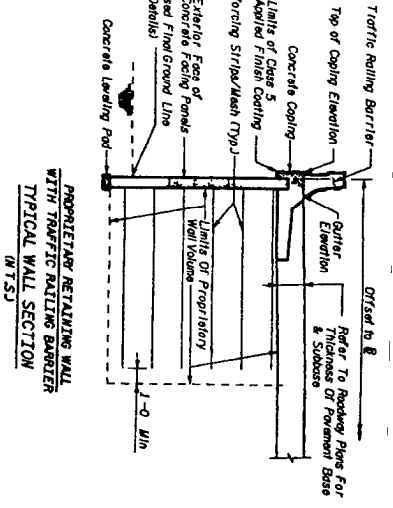 Traffic Railing Barrier
Top of Coping Elevation
Concrete Coping
Limits of Class 5
Applied Finish Coating
forcing Strips/Mesh (Typ.)
Exterior Face of
Concrete Facing Panels
sed Final Ground Line
Details)
Concrete Leveling Pad
Gutter
Elevation
Offset to
Refer To Roadway Plans For
Thickness Of Pavement Base
& Subbase
Limits Of Proprietary
Wall Volume
1'-0 Min
PROPRIETARY RETAINING WALL
WITH TRAFFIC RAILING BARRIER
TYPICAL WALL SECTION
(NTS)